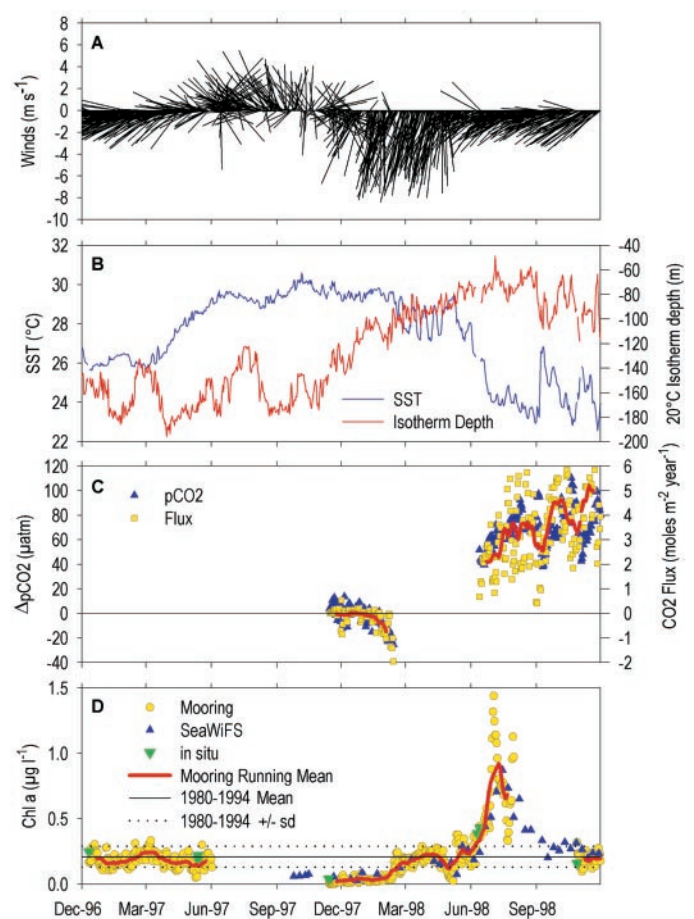 A
Winds (m s-1)
8
6
4
2
0
-2
-4
-6
-8
-10
B
SST (°C)
32
30
28
26
24
22
-40
-60
-80
-100
-120
-140
-160
-180
-200
20°C Isotherm depth (m)
SST
Isotherm Depth
C
ΔpCO2 (µatm)
120
100
80
60
40
20
0
-20
-40
6
5
4
3
2
1
0
-1
-2
CO2 Flux (moles m-2 year-1)
pCO2
Flux
D
Chl a (µg l-1)
1.5
1.0
0.5
0.0
Mooring
SeaWiFS
in situ
Mooring Running Mean
1980-1994 Mean
1980-1994 +/- sd
Dec-96 Mar-97 Jun-97 Sep-97 Dec-97 Mar-98 Jun-98 Sep-98